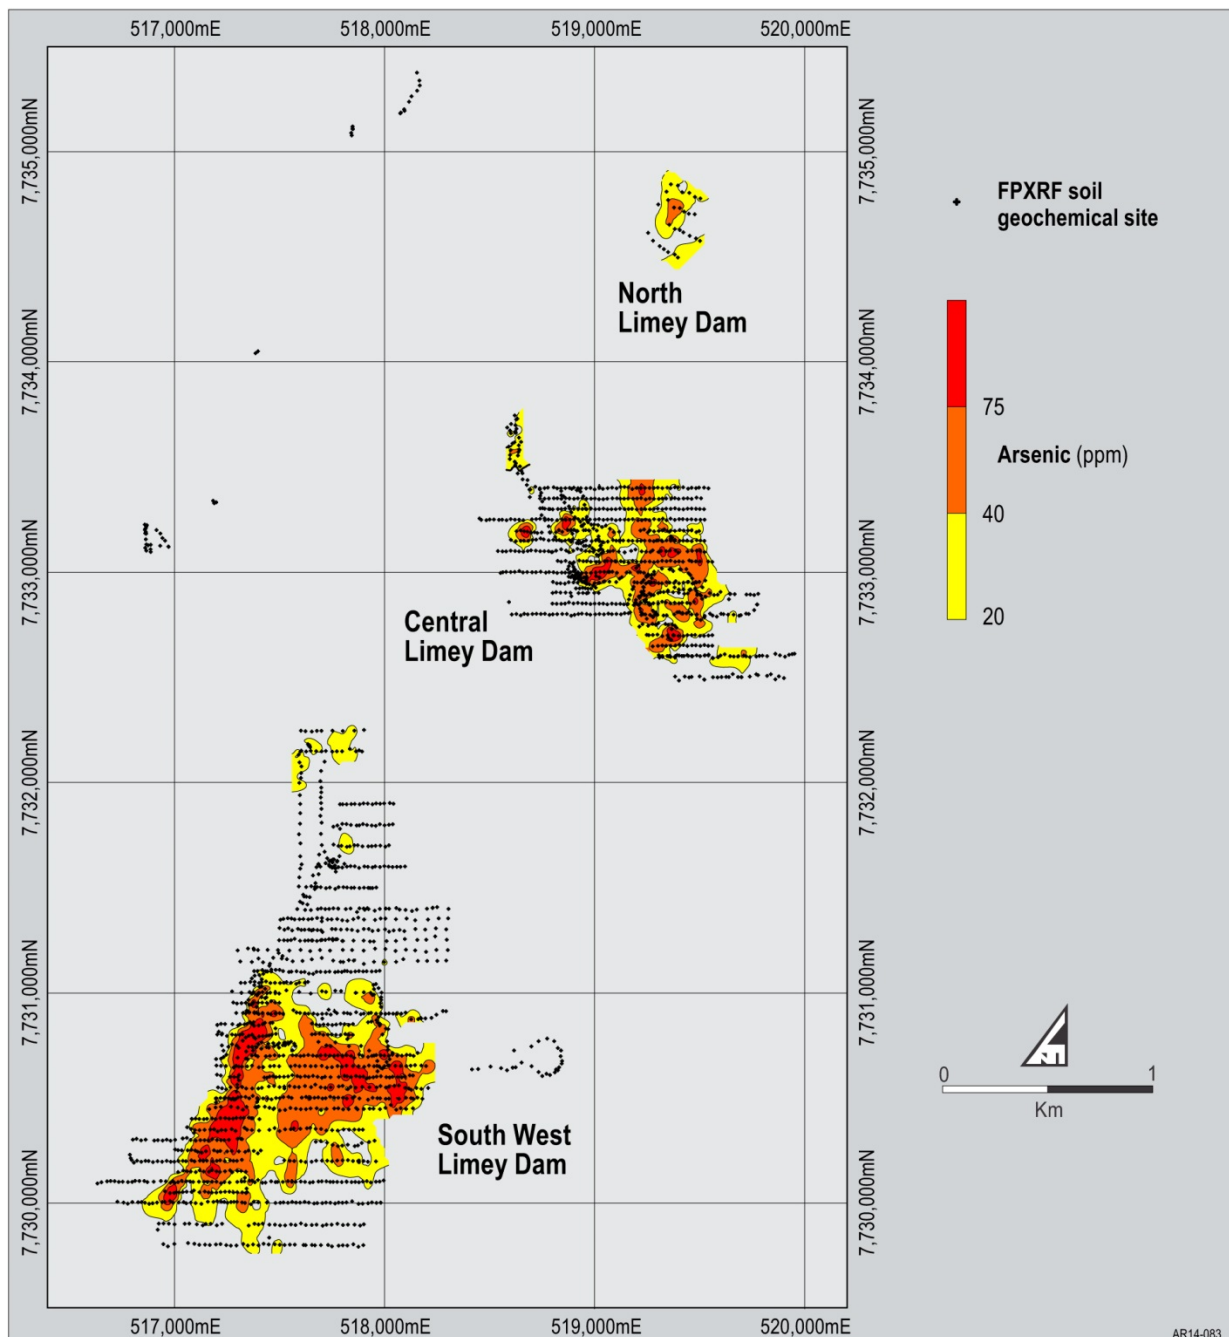 517,000mE
518,000mE
519,000mE
520,000mE
7,735,000mN
7,735,000mN
FPXRF soil
geochemical site
North
Limey Dam
7,734,000mN
7,734,000mN
75
Arsenic (ppm)
40
20
7,733,000mN
7,733,000mN
Central
Limey Dam
7,732,000mN
7,732,000mN
7,731,000mN
7,731,000mN
0
1
Km
South West
Limey Dam
7,730,000mN
7,730,000mN
517,000mE
518,000mE
519,000mE
520,000mE
AR14-083